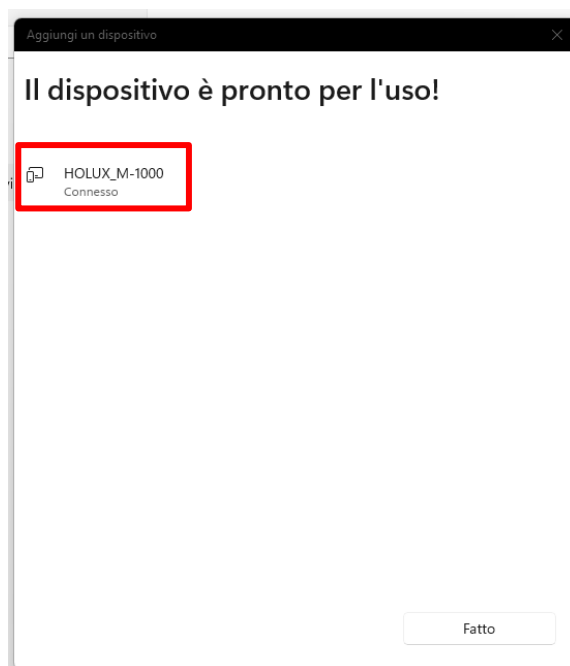 Aggiungi un dispositivo
Il dispositivo è pronto per l'uso!
HOLUX_M-1000
Connesso
Fatto